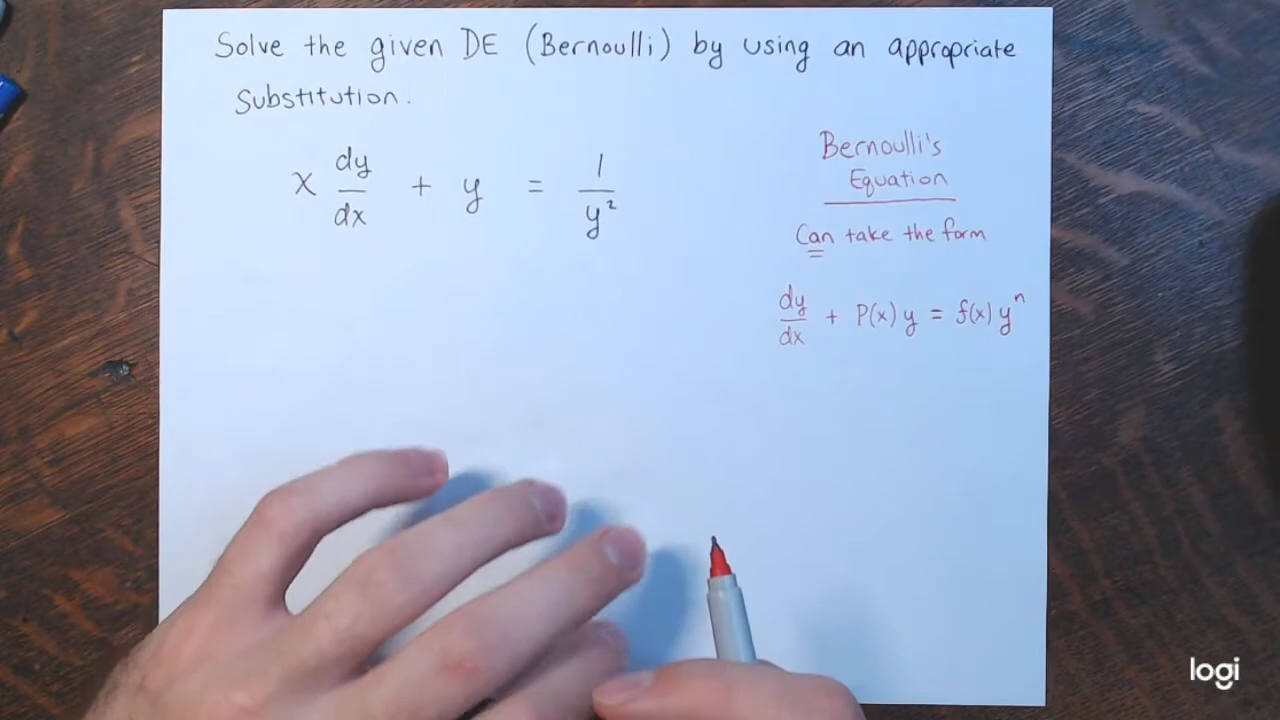 Solve the given DE (Bernoulli) by using an appropriate
Substitution.
x dy/dx + y = 1/y²
Bernoulli's
Equation
Can take the form
dy/dx + P(x) y = f(x) yⁿ
logi